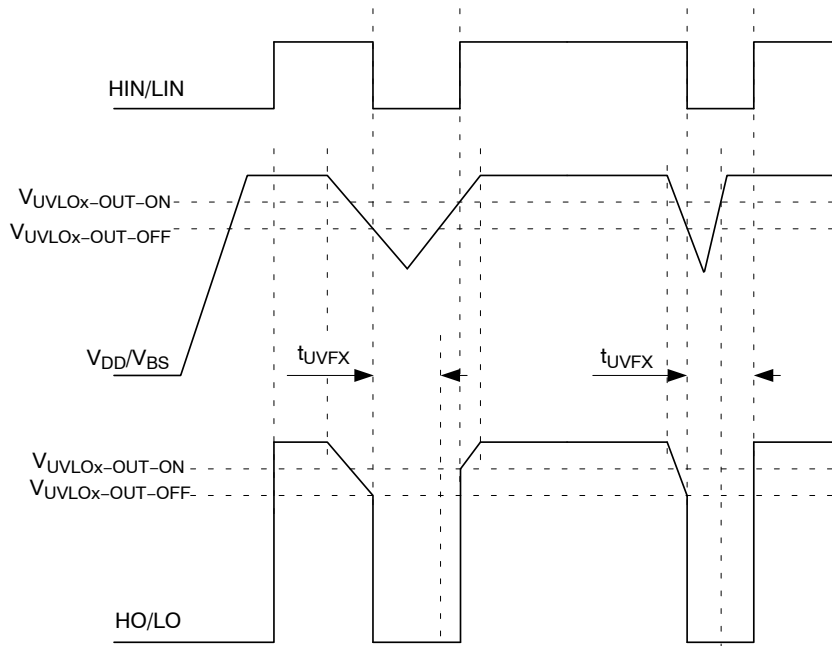 HIN/LIN
VUVLOx–OUT–ON
VUVLOx–OUT–OFF
VDD/VBS
tUVFX
tUVFX
VUVLOx–OUT–ON
VUVLOx–OUT–OFF
HO/LO